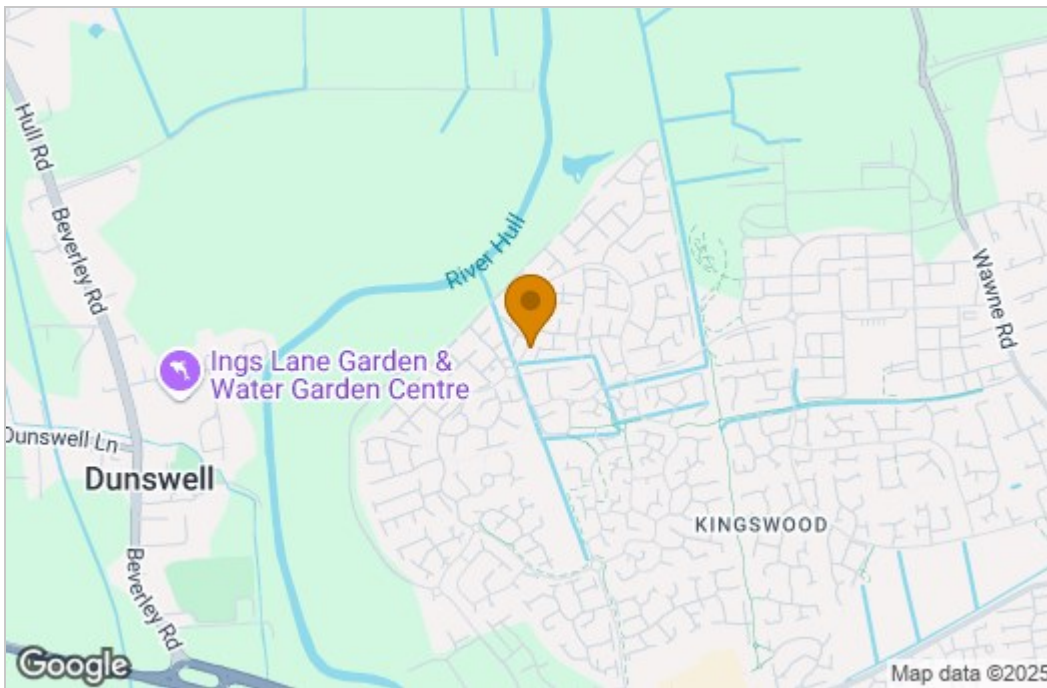 Hull Rd
Beverley Rd
River Hull
Wawne Rd
Ings Lane Garden &
Water Garden Centre
Dunswell Ln
Dunswell
KINGSWOOD
Beverley Rd
Google
Map data ©2025